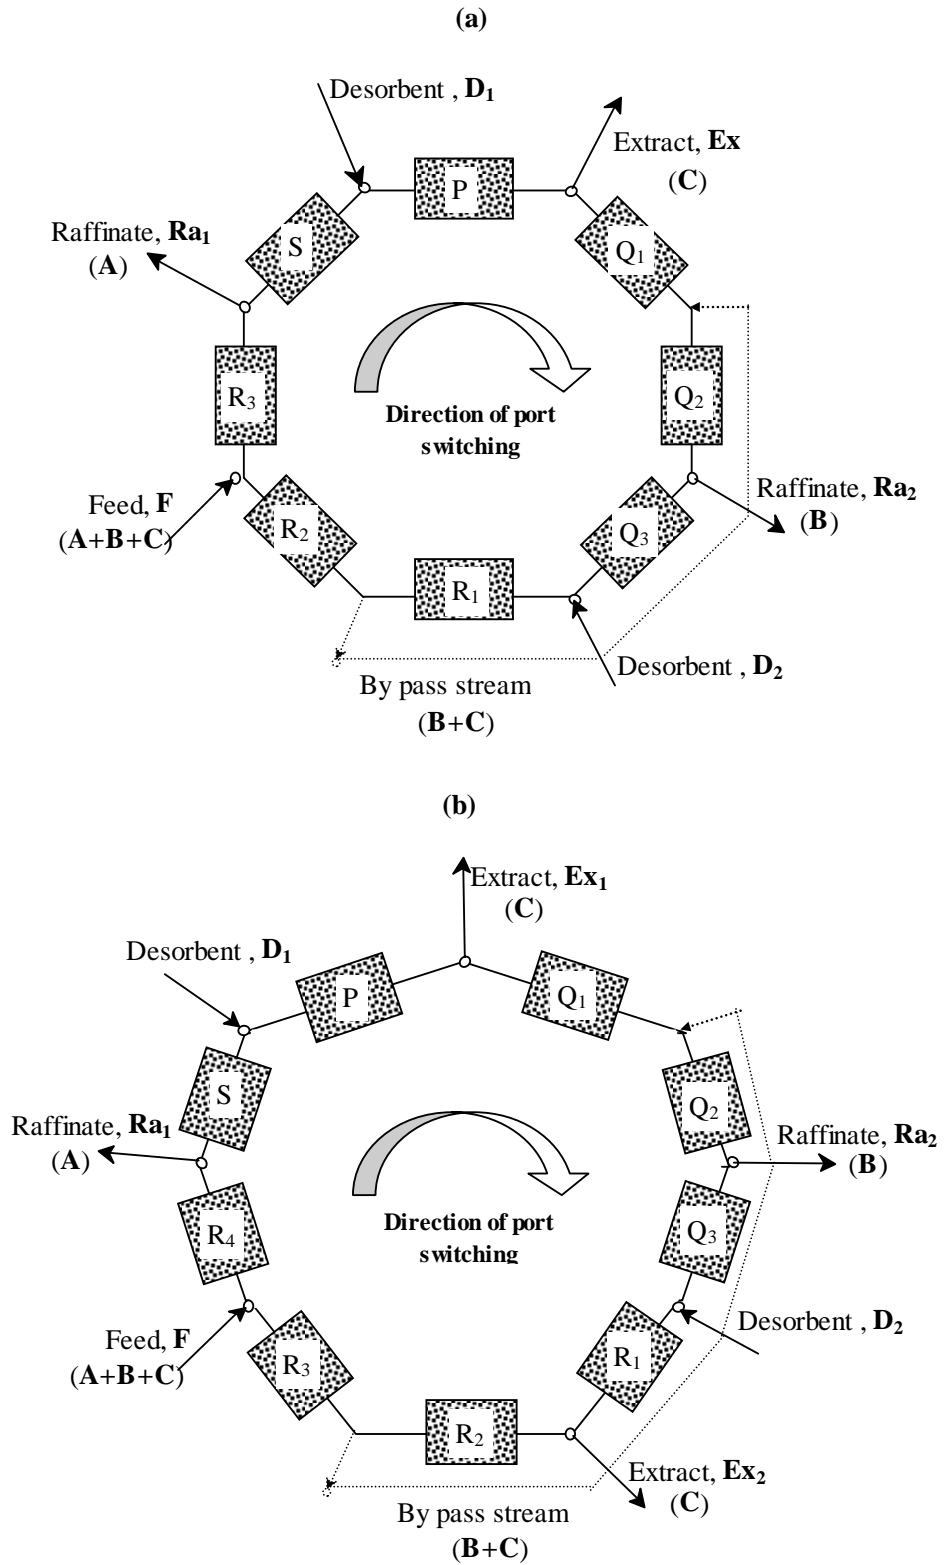 (a)
Desorbent , D1
Extract, Ex
(C)
P
Raffinate, Ra1
(A)
S
Q1
R3
Q2
Direction of port
switching
Feed, F
(A+B+C)
Raffinate, Ra2
(B)
R2
Q3
R1
Desorbent , D2
By pass stream
(B+C)
(b)
Extract, Ex1
(C)
Desorbent , D1
P
Q1
S
Q2
Raffinate, Ra1
(A)
Raffinate, Ra2
(B)
R4
Q3
Direction of port
switching
Feed, F
(A+B+C)
Desorbent , D2
R3
R1
R2
Extract, Ex2
(C)
By pass stream
(B+C)